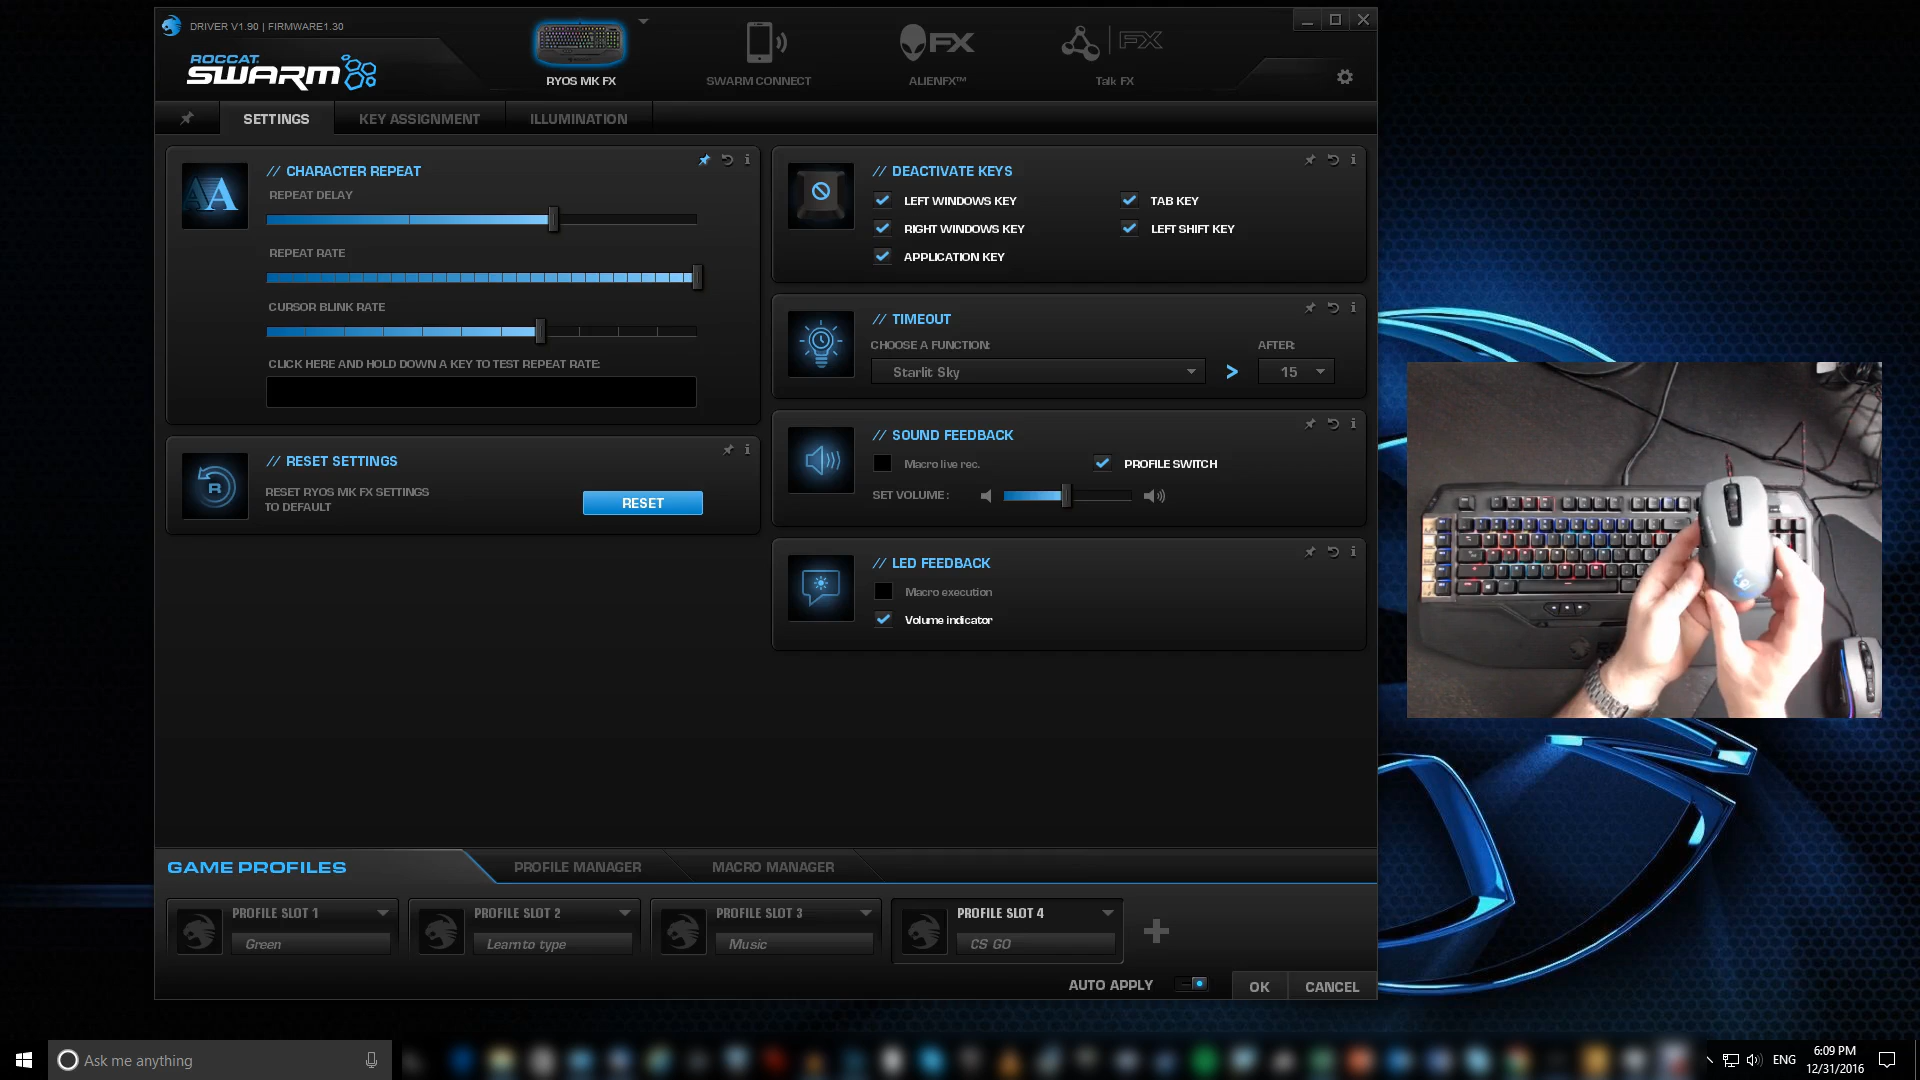 DRIVER V1.90 | FIRMWARE1.30
ROCCAT
SWARM
RYOS MK FX
SWARM CONNECT
FX
ALIENFX™
FX
Talk FX
SETTINGS
KEY ASSIGNMENT
ILLUMINATION
// CHARACTER REPEAT
REPEAT DELAY
REPEAT RATE
CURSOR BLINK RATE
CLICK HERE AND HOLD DOWN A KEY TO TEST REPEAT RATE:
// RESET SETTINGS
RESET RYOS MK FX SETTINGS
TO DEFAULT
RESET
// DEACTIVATE KEYS
LEFT WINDOWS KEY
TAB KEY
RIGHT WINDOWS KEY
LEFT SHIFT KEY
APPLICATION KEY
// TIMEOUT
CHOOSE A FUNCTION:
AFTER:
Starlit Sky
>
15
// SOUND FEEDBACK
Macro live rec.
PROFILE SWITCH
SET VOLUME :
// LED FEEDBACK
Macro execution
Volume indicator
GAME PROFILES
PROFILE MANAGER
MACRO MANAGER
PROFILE SLOT 1
Green
PROFILE SLOT 2
Learn to type
PROFILE SLOT 3
Music
PROFILE SLOT 4
CS GO
AUTO APPLY
OK
CANCEL
Ask me anything
ENG
6:09 PM
12/31/2016